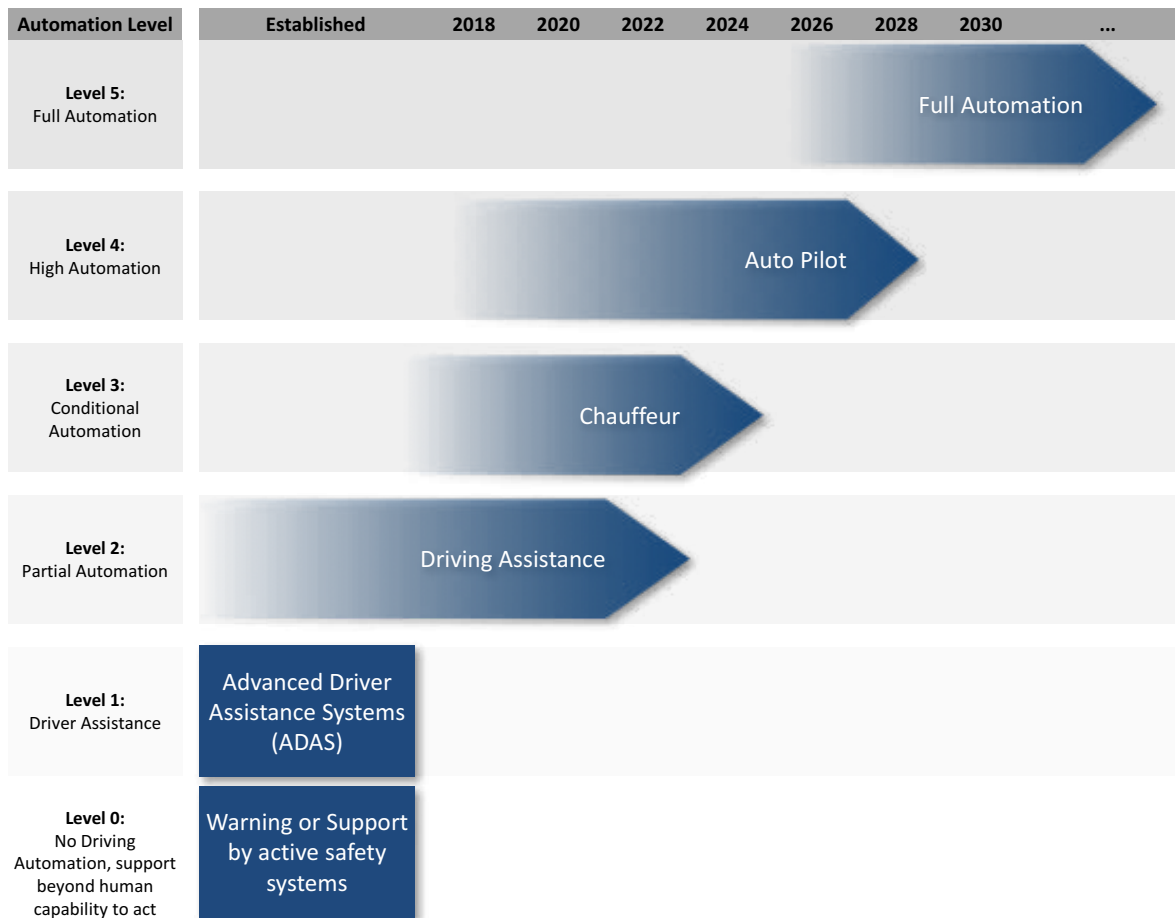 Automation Level Established 2018 2020 2022 2024 2026 2028 2030 ...
Level 5:
Full Automation
Full Automation
Level 4:
High Automation
Auto Pilot
Level 3:
Conditional
Automation
Chauffeur
Level 2:
Partial Automation
Driving Assistance
Level 1:
Driver Assistance
Advanced Driver
Assistance Systems
(ADAS)
Level 0:
No Driving
Automation, support
beyond human
capability to act
Warning or Support
by active safety
systems